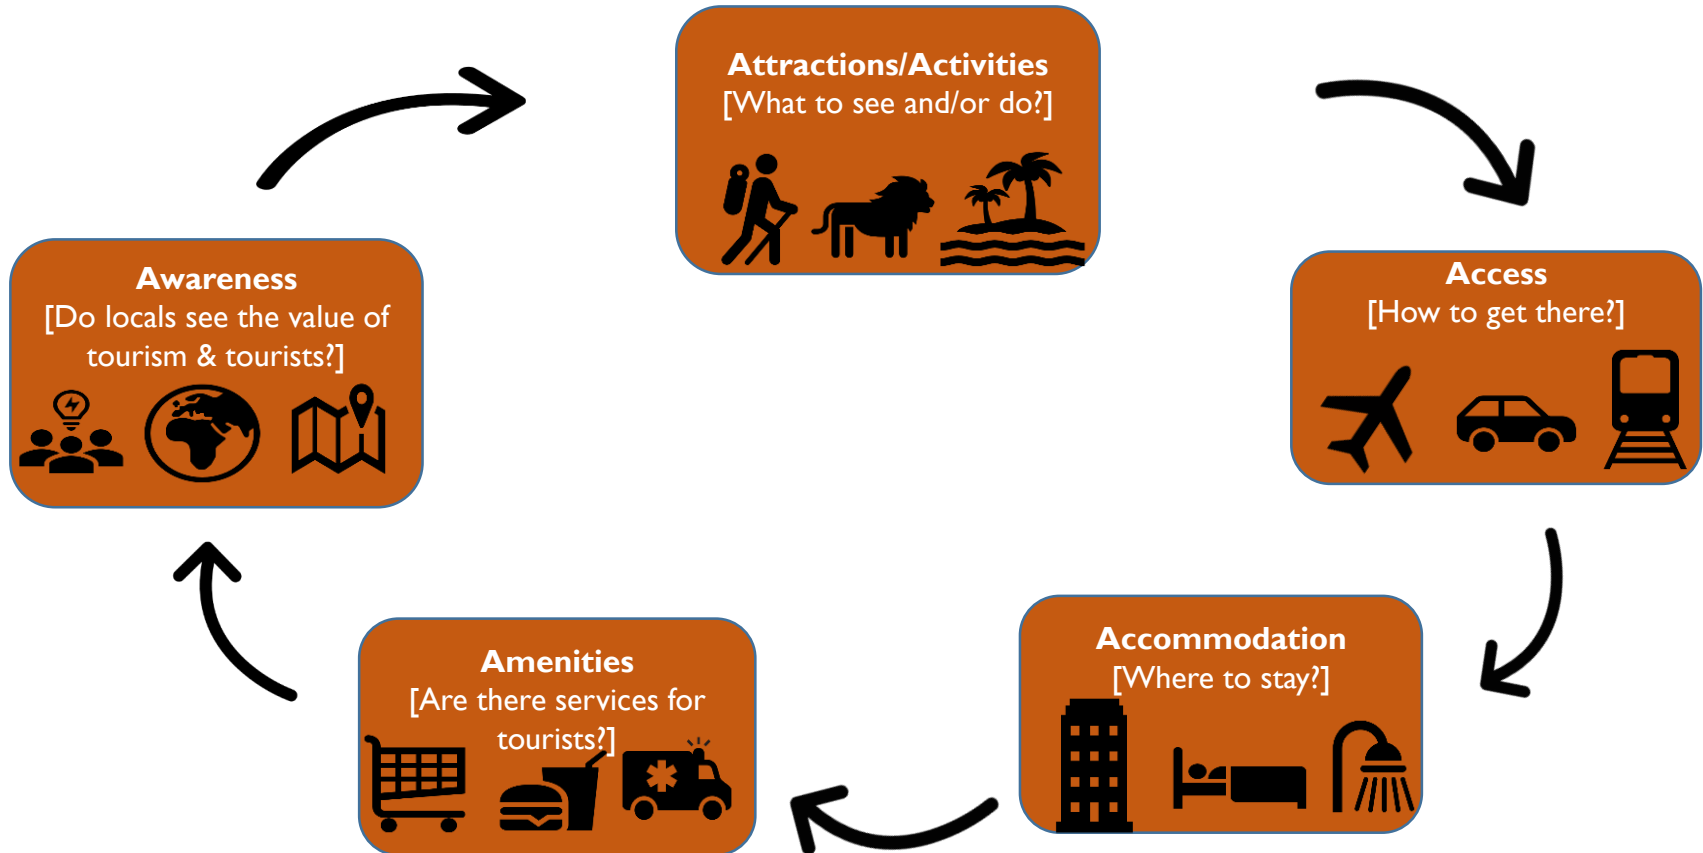 Attractions/Activities
[What to see and/or do?]
Access
[How to get there?]
Accommodation
[Where to stay?]
Amenities
[Are there services for
tourists?]
Awareness
[Do locals see the value of
tourism & tourists?]